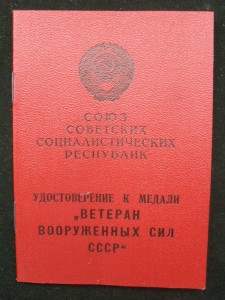 СОЮЗ
СОВЕТСКИХ
СОЦИАЛИСТИЧЕСКИХ
РЕСПУБЛИК
УДОСТОВЕРЕНИЕ К МЕДАЛИ
„ВЕТЕРАН
ВООРУЖЕННЫХ СИЛ
СССР“